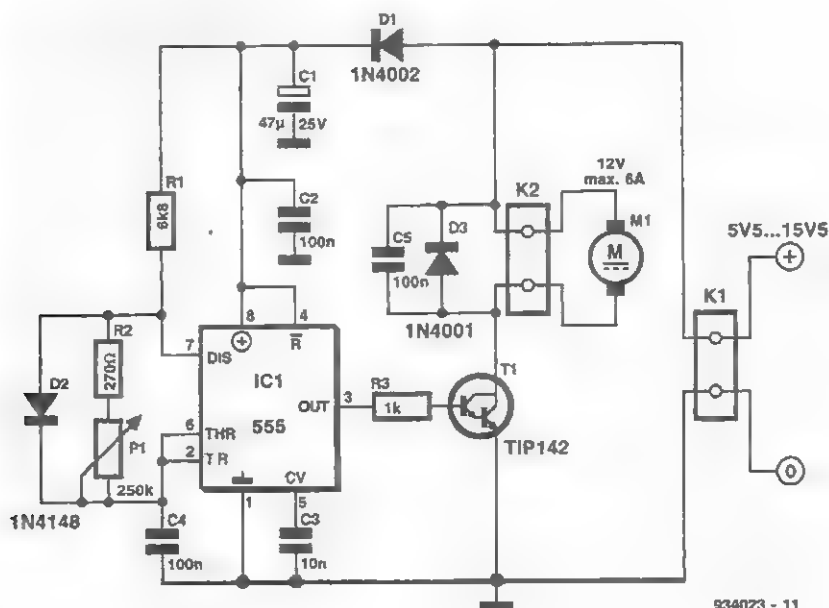 D1
1N4002
C1
47μ 25V
R1
6k8
C2
100n
12V
max. 6A
K2
M1
5V5...15V5
+
D3
C5
100n
M
K1
1N4001
8 4
R2
270Ω
7
DIS
R̅
IC1
T1
D2
OUT
3
R3
1k
6
THR
555
P1
2
TR
TIP142
0
250k
CV
1N4148
C4
1
5
C3
100n
10n
934023 - 11